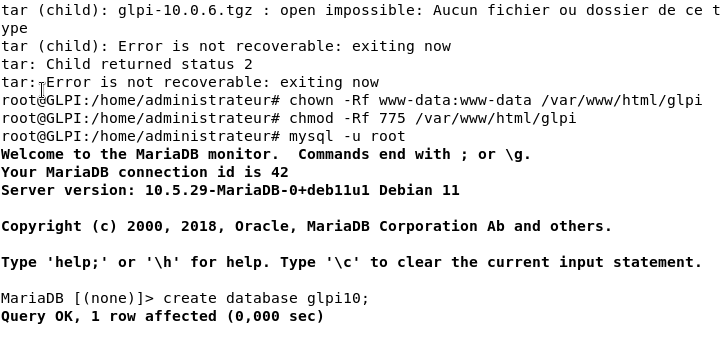 tar (child): glpi-10.0.6.tgz : open impossible: Aucun fichier ou dossier de ce t
ype
tar (child): Error is not recoverable: exiting now
tar: Child returned status 2
tar: Error is not recoverable: exiting now
root@GLPI:/home/administrateur# chown -Rf www-data:www-data /var/www/html/glpi
root@GLPI:/home/administrateur# chmod -Rf 775 /var/www/html/glpi
root@GLPI:/home/administrateur# mysql -u root
Welcome to the MariaDB monitor.  Commands end with ; or \g.
Your MariaDB connection id is 42
Server version: 10.5.29-MariaDB-0+deb11u1 Debian 11
Copyright (c) 2000, 2018, Oracle, MariaDB Corporation Ab and others.
Type 'help;' or '\h' for help. Type '\c' to clear the current input statement.
MariaDB [(none)]> create database glpi10;
Query OK, 1 row affected (0,000 sec)